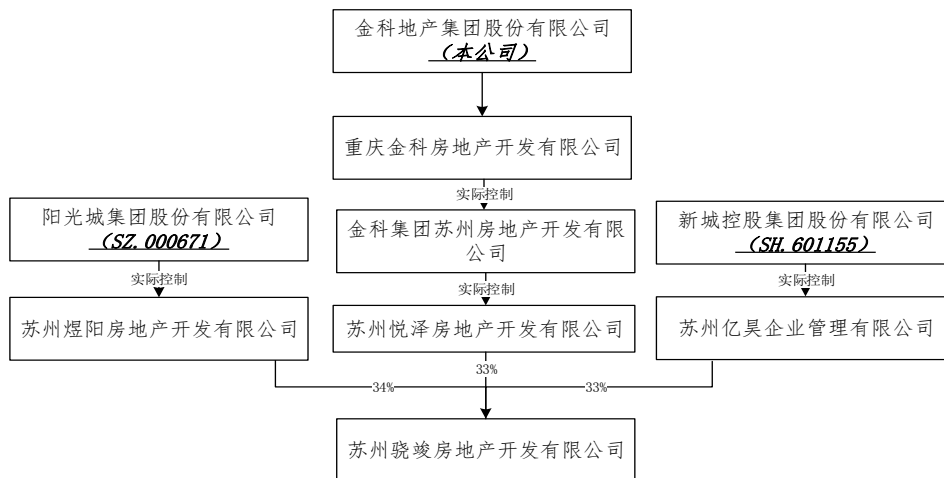 金科地产集团股份有限公司
(本公司)
重庆金科房地产开发有限公司
实际控制
阳光城集团股份有限公司
(SZ.000671)
金科集团苏州房地产开发有限
公司
新城控股集团股份有限公司
(SH.601155)
实际控制
实际控制
实际控制
苏州煜阳房地产开发有限公司
苏州悦泽房地产开发有限公司
苏州亿昊企业管理有限公司
33%
34%
33%
苏州骁竣房地产开发有限公司